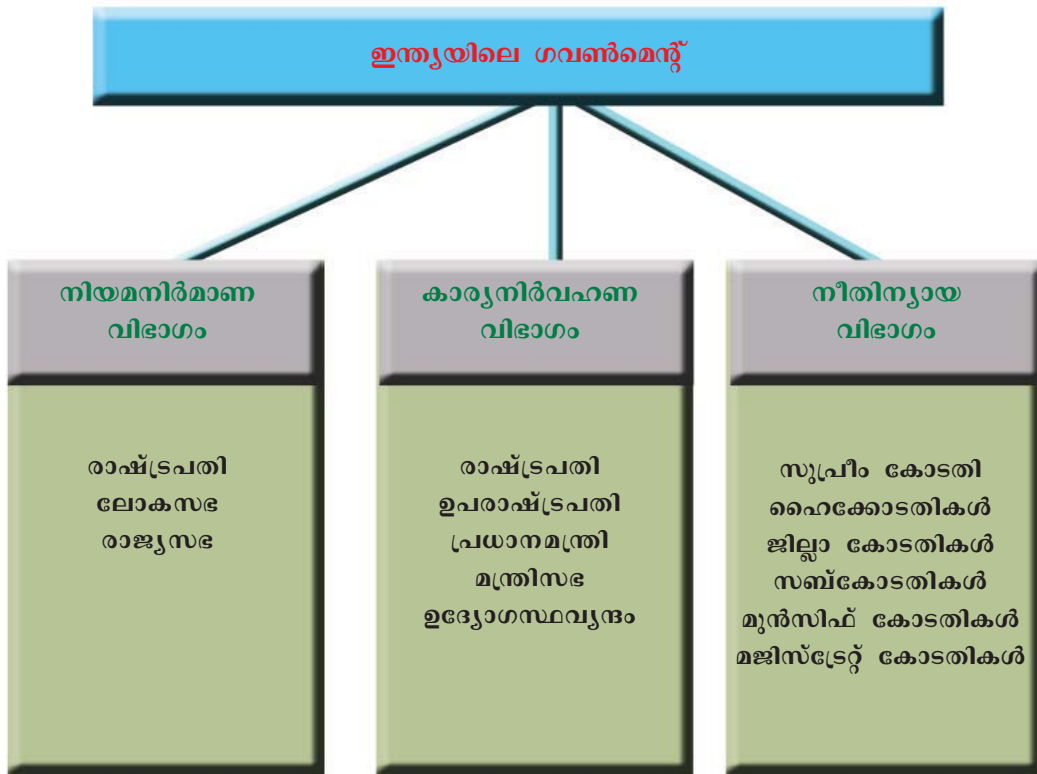 ഇന്ത്യയിലെ ഗവൺമെന്റ്
നിയമനിർമാണ
വിഭാഗം
രാഷ്ട്രപതി
ലോകസഭ
രാജ്യസഭ
കാര്യനിർവഹണ
വിഭാഗം
രാഷ്ട്രപതി
ഉപരാഷ്ട്രപതി
പ്രധാനമന്ത്രി
മന്ത്രിസഭ
ഉദ്യോഗസ്ഥവൃന്ദം
നീതിന്യായ
വിഭാഗം
സുപ്രീം കോടതി
ഹൈക്കോടതികൾ
ജില്ലാ കോടതികൾ
സബ്കോടതികൾ
മുൻസിഫ് കോടതികൾ
മജിസ്ട്രേറ്റ് കോടതികൾ